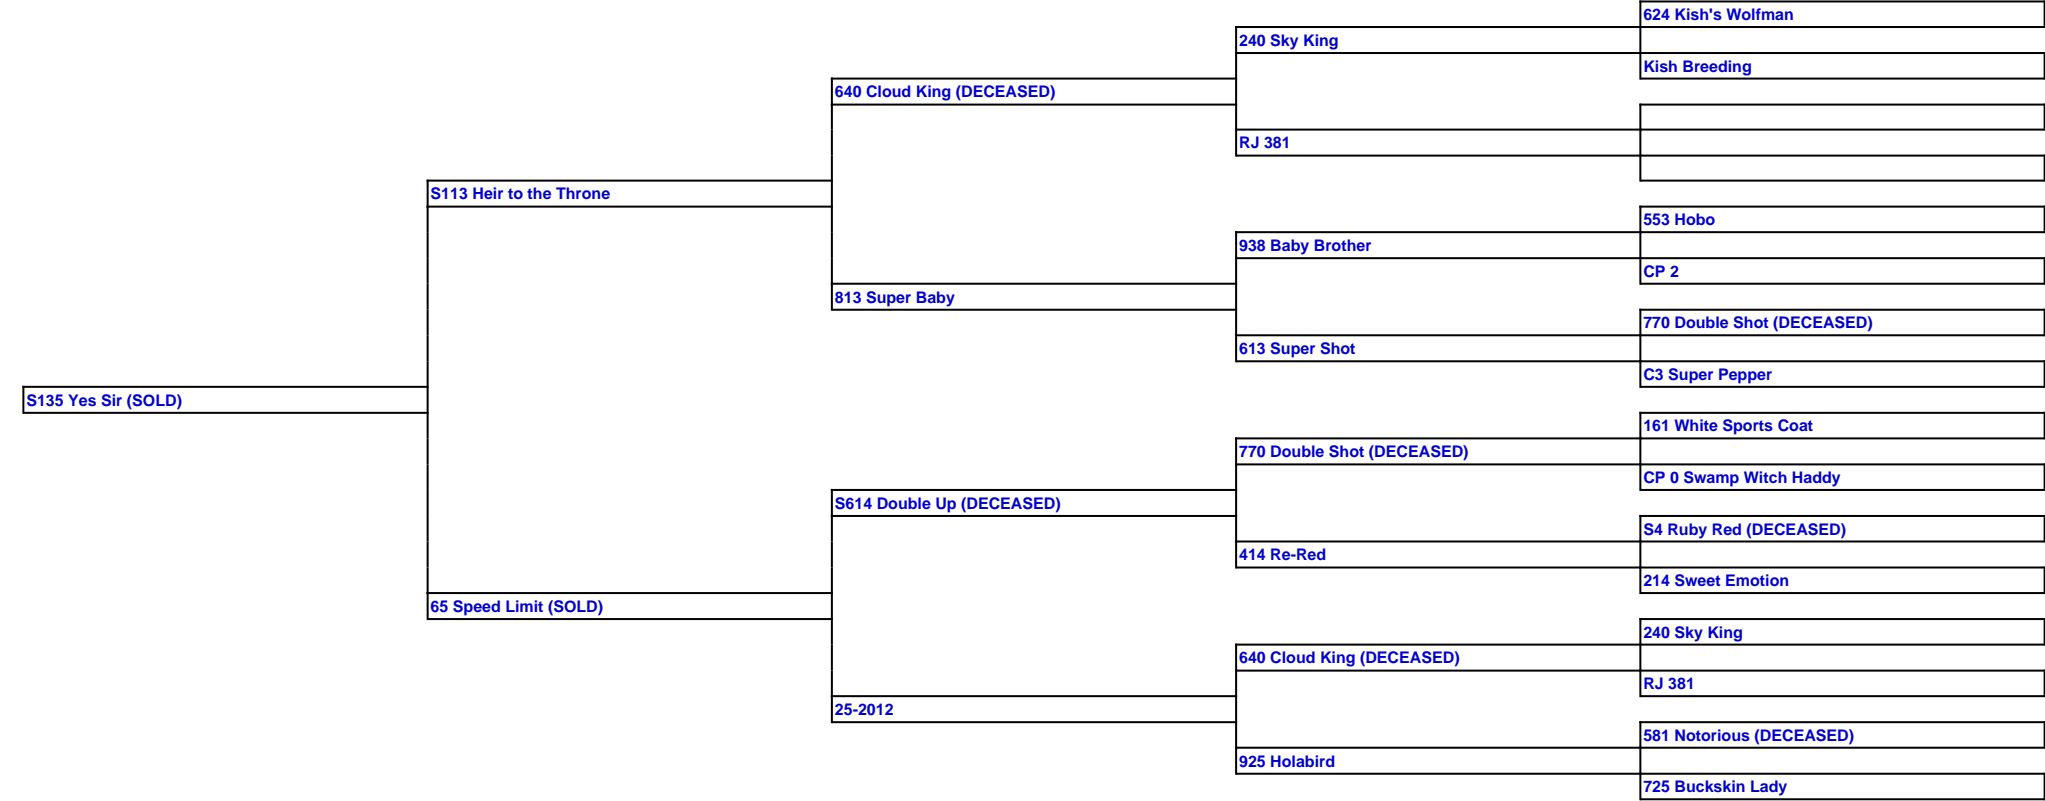 624 Kish's Wolfman
240 Sky King
Kish Breeding
640 Cloud King (DECEASED)
RJ 381
S113 Heir to the Throne
553 Hobo
938 Baby Brother
CP 2
813 Super Baby
770 Double Shot (DECEASED)
613 Super Shot
C3 Super Pepper
S135 Yes Sir (SOLD)
161 White Sports Coat
770 Double Shot (DECEASED)
CP 0 Swamp Witch Haddy
S614 Double Up (DECEASED)
S4 Ruby Red (DECEASED)
414 Re-Red
214 Sweet Emotion
65 Speed Limit (SOLD)
240 Sky King
640 Cloud King (DECEASED)
RJ 381
25-2012
581 Notorious (DECEASED)
925 Holabird
725 Buckskin Lady